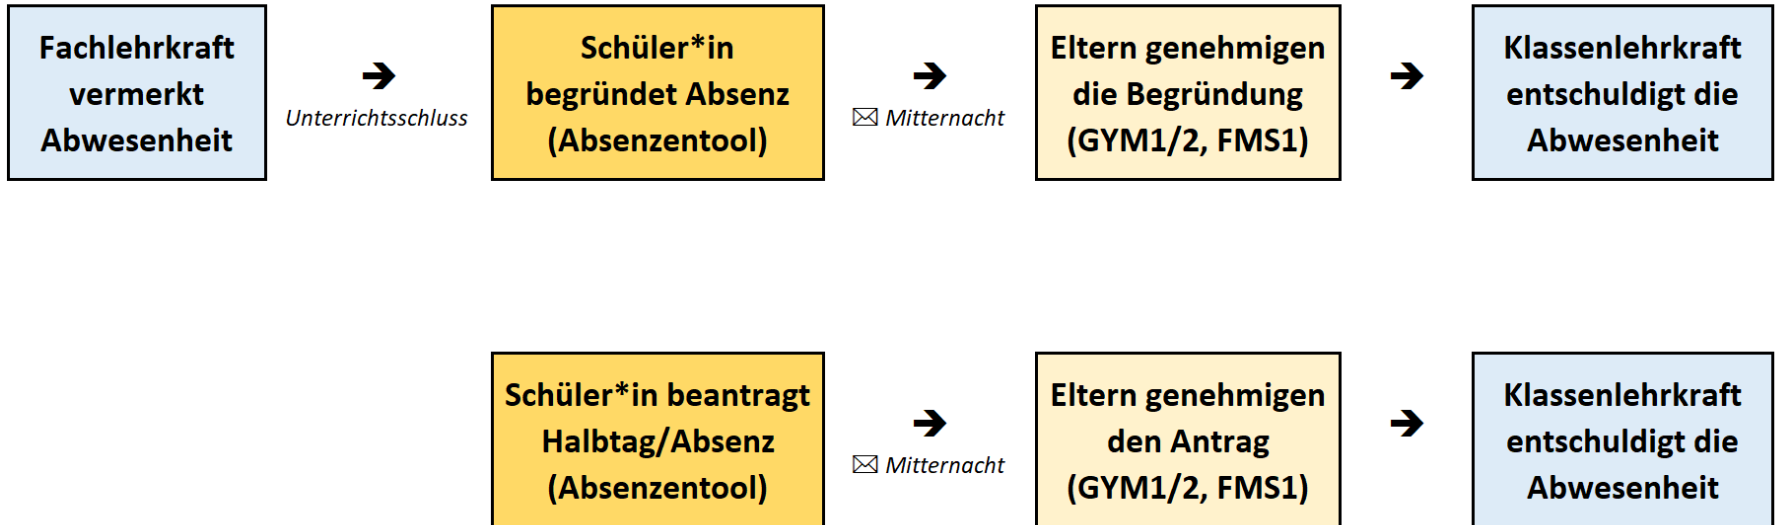 Fachlehrkraft
vermerkt
Abwesenheit
➔
Unterrichtsschluss
Schüler*in
begründet Absenz
(Absenzentool)
➔
✉ Mitternacht
Eltern genehmigen
die Begründung
(GYM1/2, FMS1)
➔
Klassenlehrkraft
entschuldigt die
Abwesenheit
Schüler*in beantragt
Halbtag/Absenz
(Absenzentool)
➔
✉ Mitternacht
Eltern genehmigen
den Antrag
(GYM1/2, FMS1)
➔
Klassenlehrkraft
entschuldigt die
Abwesenheit